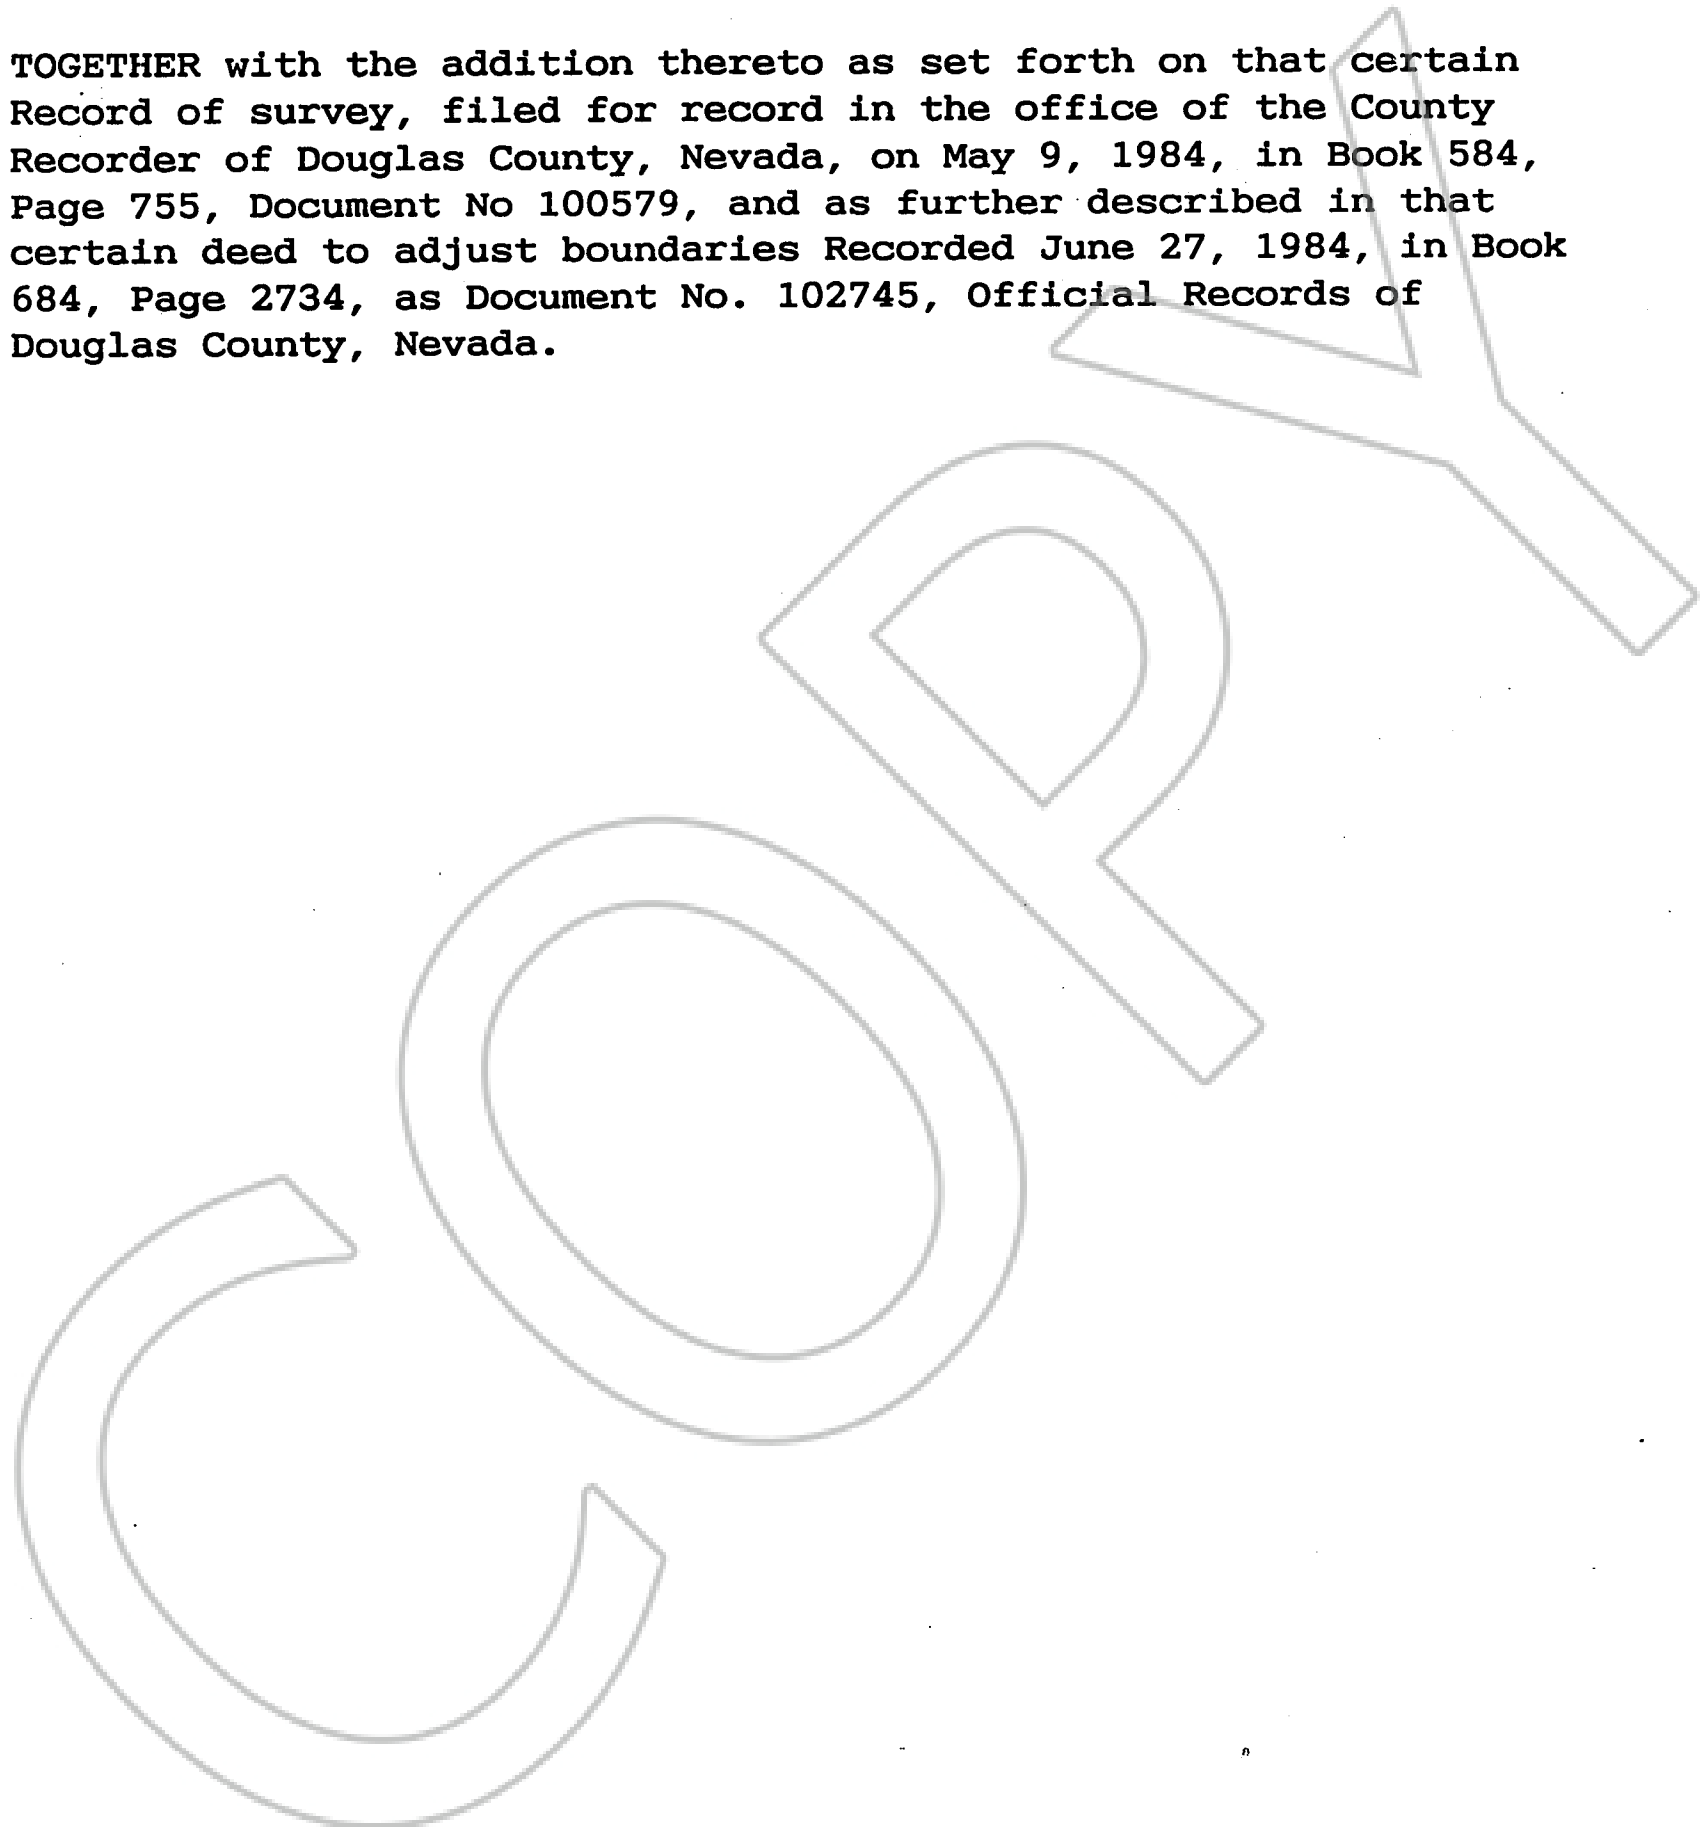 TOGETHER with the addition thereto as set forth on that certain
Record of survey, filed for record in the office of the County
Recorder of Douglas County, Nevada, on May 9, 1984, in Book 584,
Page 755, Document No 100579, and as further described in that
certain deed to adjust boundaries Recorded June 27, 1984, in Book
684, Page 2734, as Document No. 102745, Official Records of
Douglas County, Nevada.
COPY